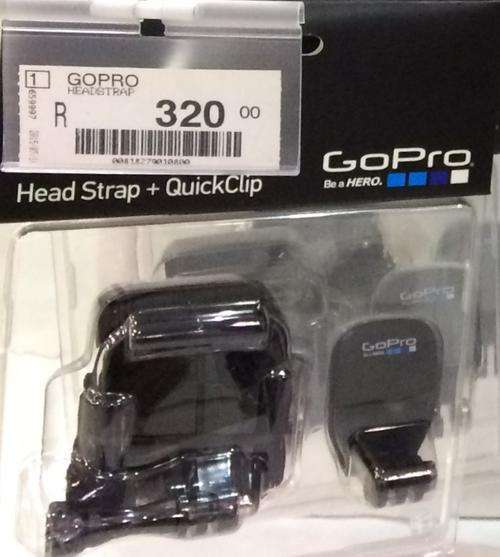 1
GOPRO
HEADSTRAP
R 320 00
GoPro
Be a HERO.
Head Strap + QuickClip
GoPro
GoPro